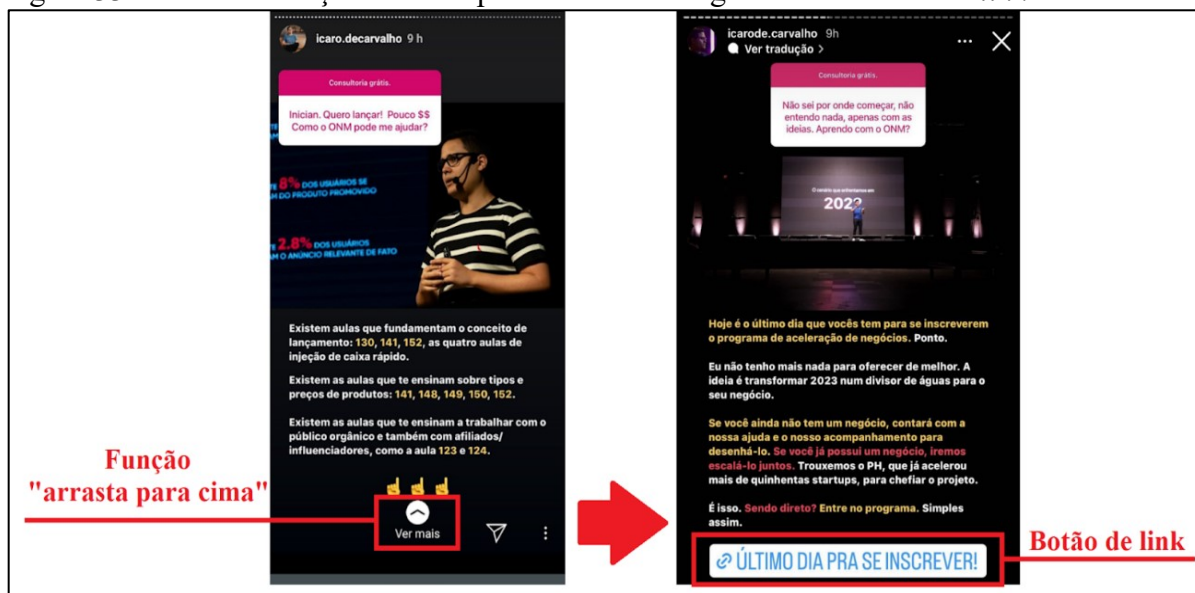 icaro.decarvalho 9 h
Consultoria grátis.
Inician. Quero lançar! Pouco $$
Como o ONM pode me ajudar?
8% DOS USUÁRIOS SE
DO PRODUTO PROMOVIDO
2.8% DOS USUÁRIOS
O ANÚNCIO RELEVANTE DE FATO
Existem aulas que fundamentam o conceito de
lançamento: 130, 141, 152, as quatro aulas de
injeção de caixa rápido.
Existem as aulas que te ensinam sobre tipos e
preços de produtos: 141, 148, 149, 150, 152.
Existem as aulas que te ensinam a trabalhar com o
público orgânico e também com afiliados/
influenciadores, como a aula 123 e 124.
Ver mais
Função
"arrasta para cima"
icarode.carvalho 9h
Ver tradução >
Consultoria grátis.
Não sei por onde começar, não
entendo nada, apenas com as
ideias. Aprendo com o ONM?
O cenário que enfrentamos em
2023
Hoje é o último dia que vocês tem para se inscreverem
o programa de aceleração de negócios. Ponto.
Eu não tenho mais nada para oferecer de melhor. A
ideia é transformar 2023 num divisor de águas para o
seu negócio.
Se você ainda não tem um negócio, contará com a
nossa ajuda e o nosso acompanhamento para
desenhá-lo. Se você já possui um negócio, iremos
escalá-lo juntos. Trouxemos o PH, que já acelerou
mais de quinhentas startups, para chefiar o projeto.
É isso. Sendo direto? Entre no programa. Simples
assim.
ÚLTIMO DIA PRA SE INSCREVER!
Botão de link